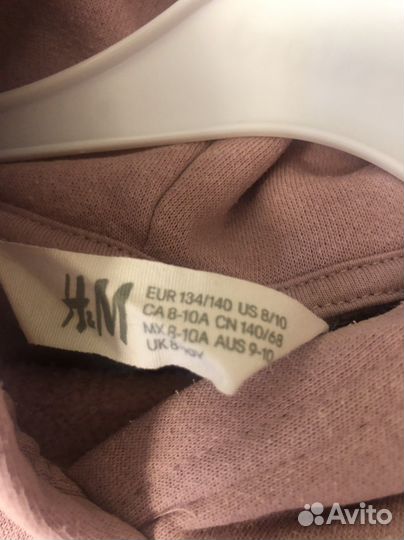 H&M
EUR 134/140 US 8/10
CA 8-10A CN 140/68
MX 8-10A AUS 9-10
UK
Avito